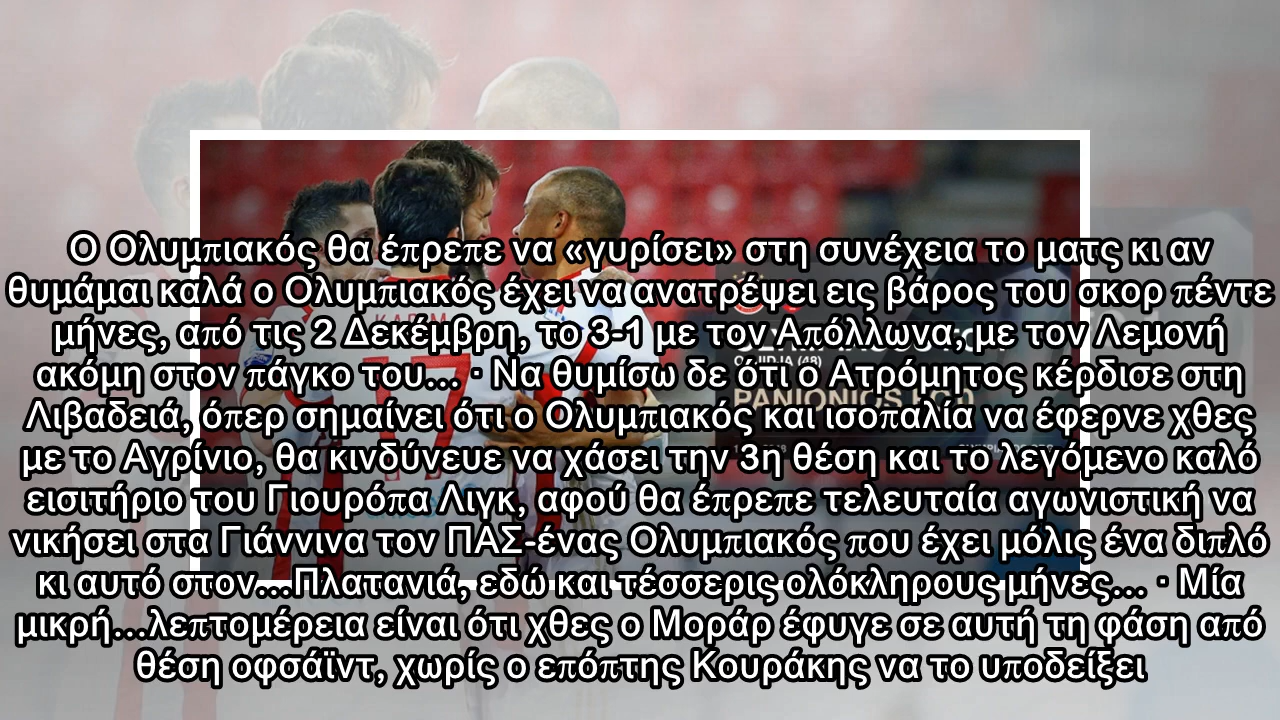 Ο Ολυμπιακός θα έπρεπε να «γυρίσει» στη συνέχεια το ματς κι αν
θυμάμαι καλά ο Ολυμπιακός έχει να ανατρέψει εις βάρος του σκορ πέντε
μήνες, από τις 2 Δεκέμβρη, το 3-1 με τον Απόλλωνα, με τον Λεμονή
ακόμη στον πάγκο του... · Να θυμίσω δε ότι ο Ατρόμητος κέρδισε στη
Λιβαδειά, όπερ σημαίνει ότι ο Ολυμπιακός και ισοπαλία να έφερνε χθες
με το Αγρίνιο, θα κινδύνευε να χάσει την 3η θέση και το λεγόμενο καλό
εισιτήριο του Γιουρόπα Λιγκ, αφού θα έπρεπε τελευταία αγωνιστική να
νικήσει στα Γιάννινα τον ΠΑΣ-ένας Ολυμπιακός που έχει μόλις ένα διπλό
κι αυτό στον...Πλατανιά, εδώ και τέσσερις ολόκληρους μήνες... · Μία
μικρή...λεπτομέρεια είναι ότι χθες ο Μοράρ έφυγε σε αυτή τη φάση από
θέση οφσάϊντ, χωρίς ο επόπτης Κουράκης να το υποδείξει
17
(48)
PANIONIOS